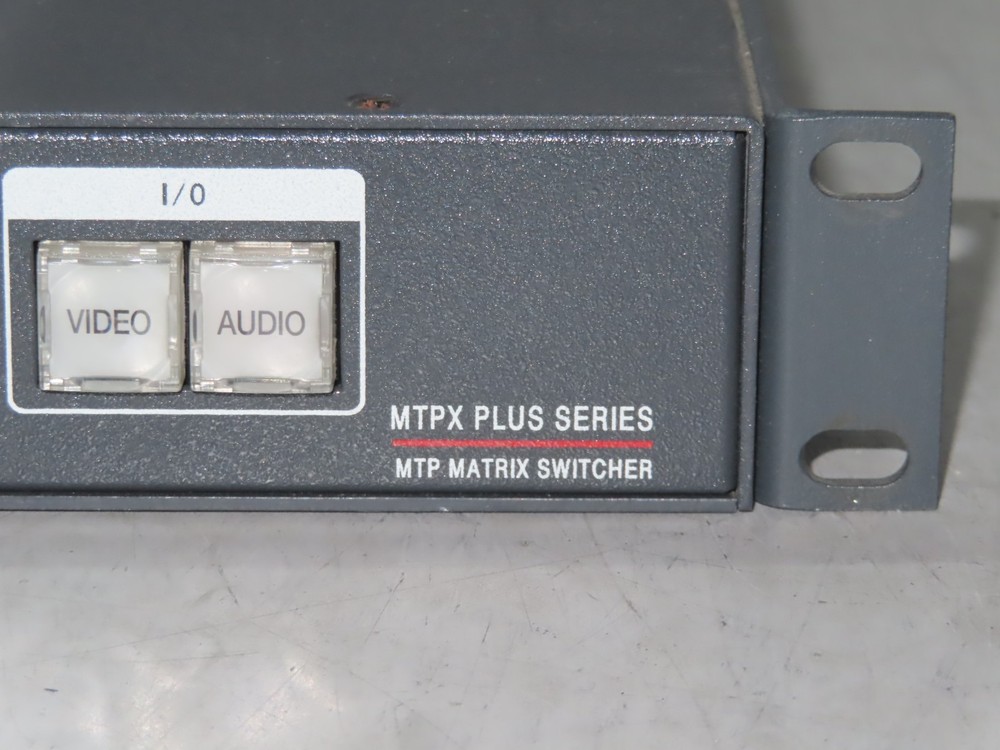 I/O
VIDEO
AUDIO
MTPX PLUS SERIES
MTP MATRIX SWITCHER